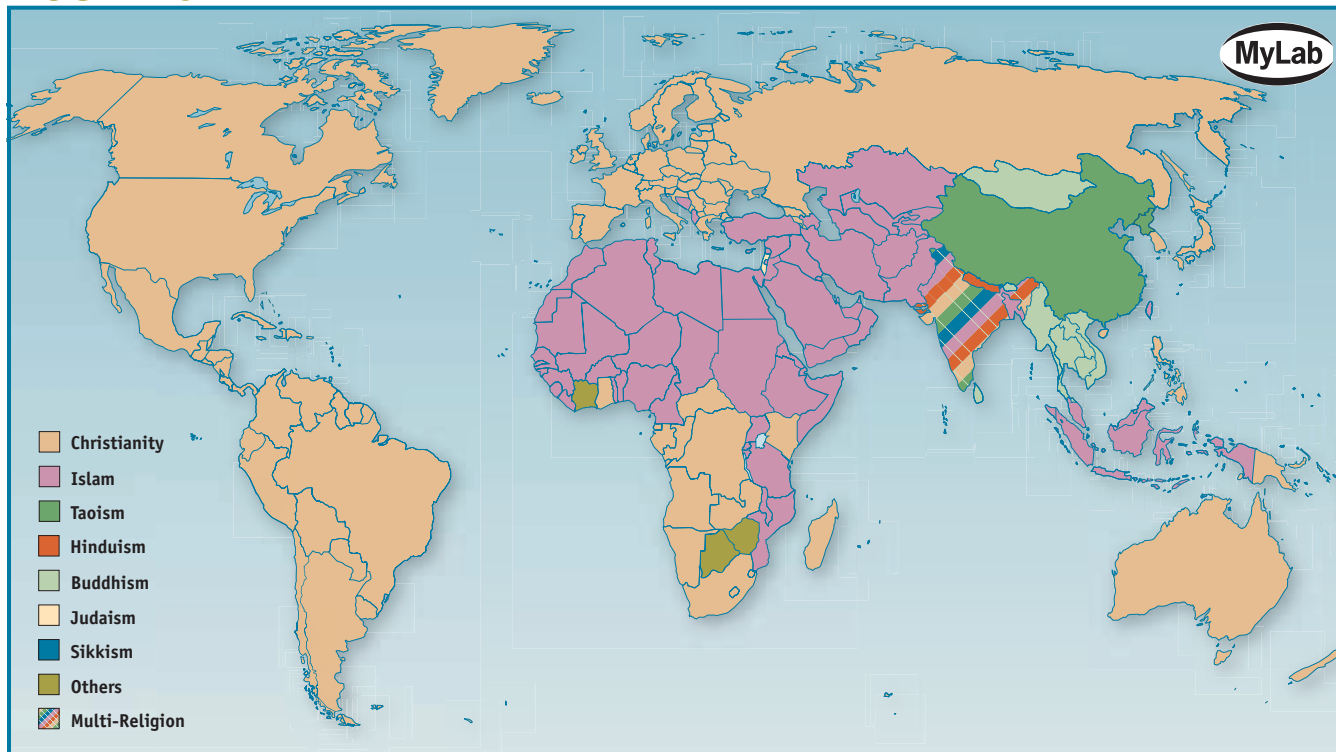 MyLab
Christianity
Islam
Taoism
Hinduism
Buddhism
Judaism
Sikkism
Others
Multi-Religion